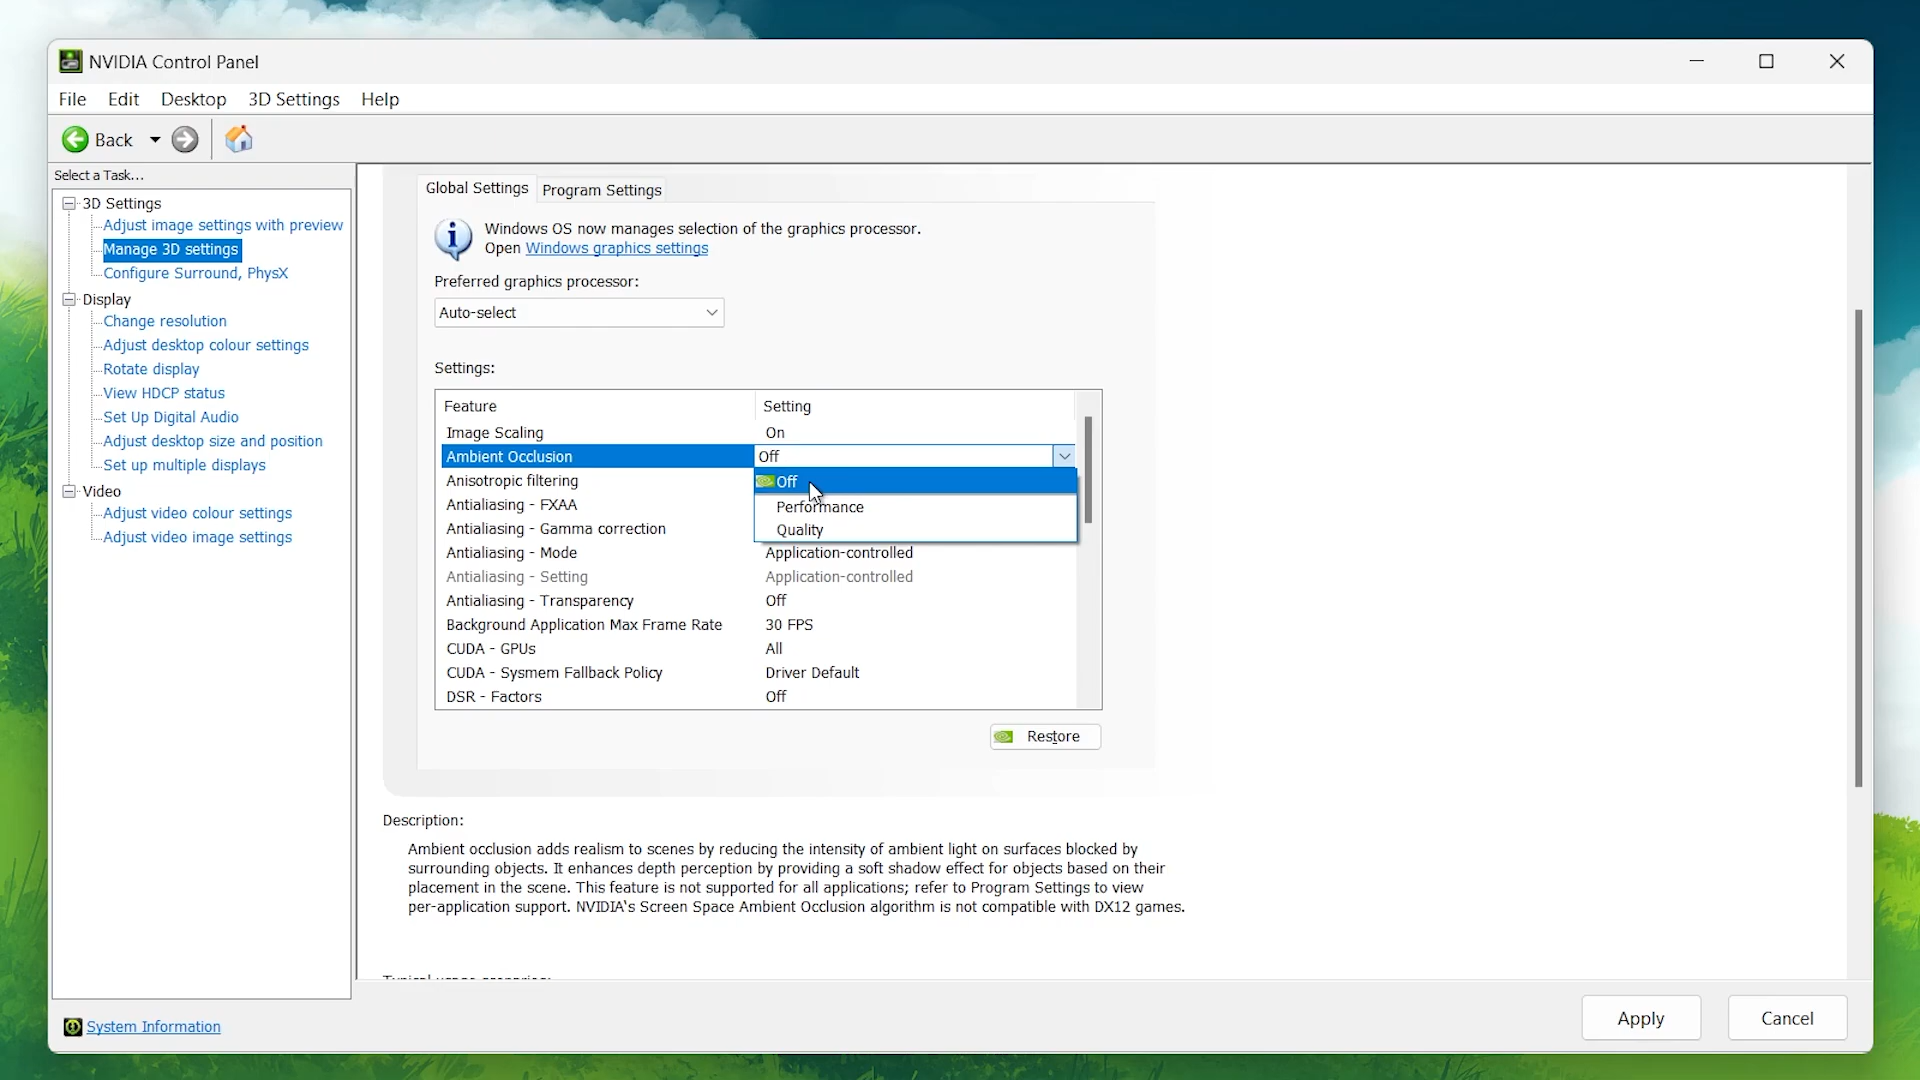 NVIDIA Control Panel
File Edit Desktop 3D Settings Help
Back
Select a Task...
3D Settings
Adjust image settings with preview
Manage 3D settings
Configure Surround, PhysX
Display
Change resolution
Adjust desktop colour settings
Rotate display
View HDCP status
Set Up Digital Audio
Adjust desktop size and position
Set up multiple displays
Video
Adjust video colour settings
Adjust video image settings
System Information
Global Settings Program Settings
Windows OS now manages selection of the graphics processor.
Open Windows graphics settings
Preferred graphics processor:
Auto-select
Settings:
Feature Setting
Image Scaling On
Ambient Occlusion Off
Anisotropic filtering Off
Antialiasing - FXAA Performance
Antialiasing - Gamma correction Quality
Antialiasing - Mode Application-controlled
Antialiasing - Setting Application-controlled
Antialiasing - Transparency Off
Background Application Max Frame Rate 30 FPS
CUDA - GPUs All
CUDA - Sysmem Fallback Policy Driver Default
DSR - Factors Off
Restore
Description:
Ambient occlusion adds realism to scenes by reducing the intensity of ambient light on surfaces blocked by
surrounding objects. It enhances depth perception by providing a soft shadow effect for objects based on their
placement in the scene. This feature is not supported for all applications; refer to Program Settings to view
per-application support. NVIDIA's Screen Space Ambient Occlusion algorithm is not compatible with DX12 games.
Apply Cancel